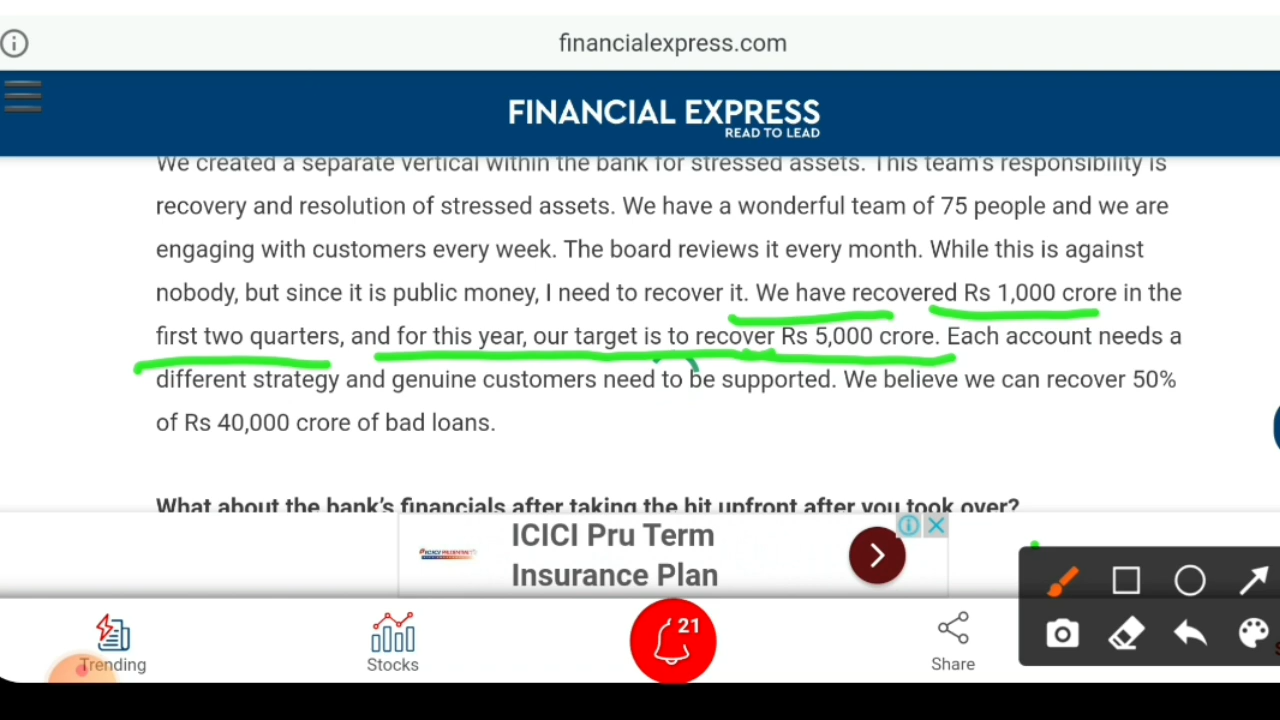 financialexpress.com
FINANCIAL EXPRESS
READ TO LEAD
We created a separate vertical within the bank for stressed assets. This team's responsibility is
recovery and resolution of stressed assets. We have a wonderful team of 75 people and we are
engaging with customers every week. The board reviews it every month. While this is against
nobody, but since it is public money, I need to recover it. We have recovered Rs 1,000 crore in the
first two quarters, and for this year, our target is to recover Rs 5,000 crore. Each account needs a
different strategy and genuine customers need to be supported. We believe we can recover 50%
of Rs 40,000 crore of bad loans.
What about the bank's financials after taking the hit upfront after you took over?
ICICI PRUDENTIAL
ICICI Pru Term
Insurance Plan
21
Trending
Stocks
Share